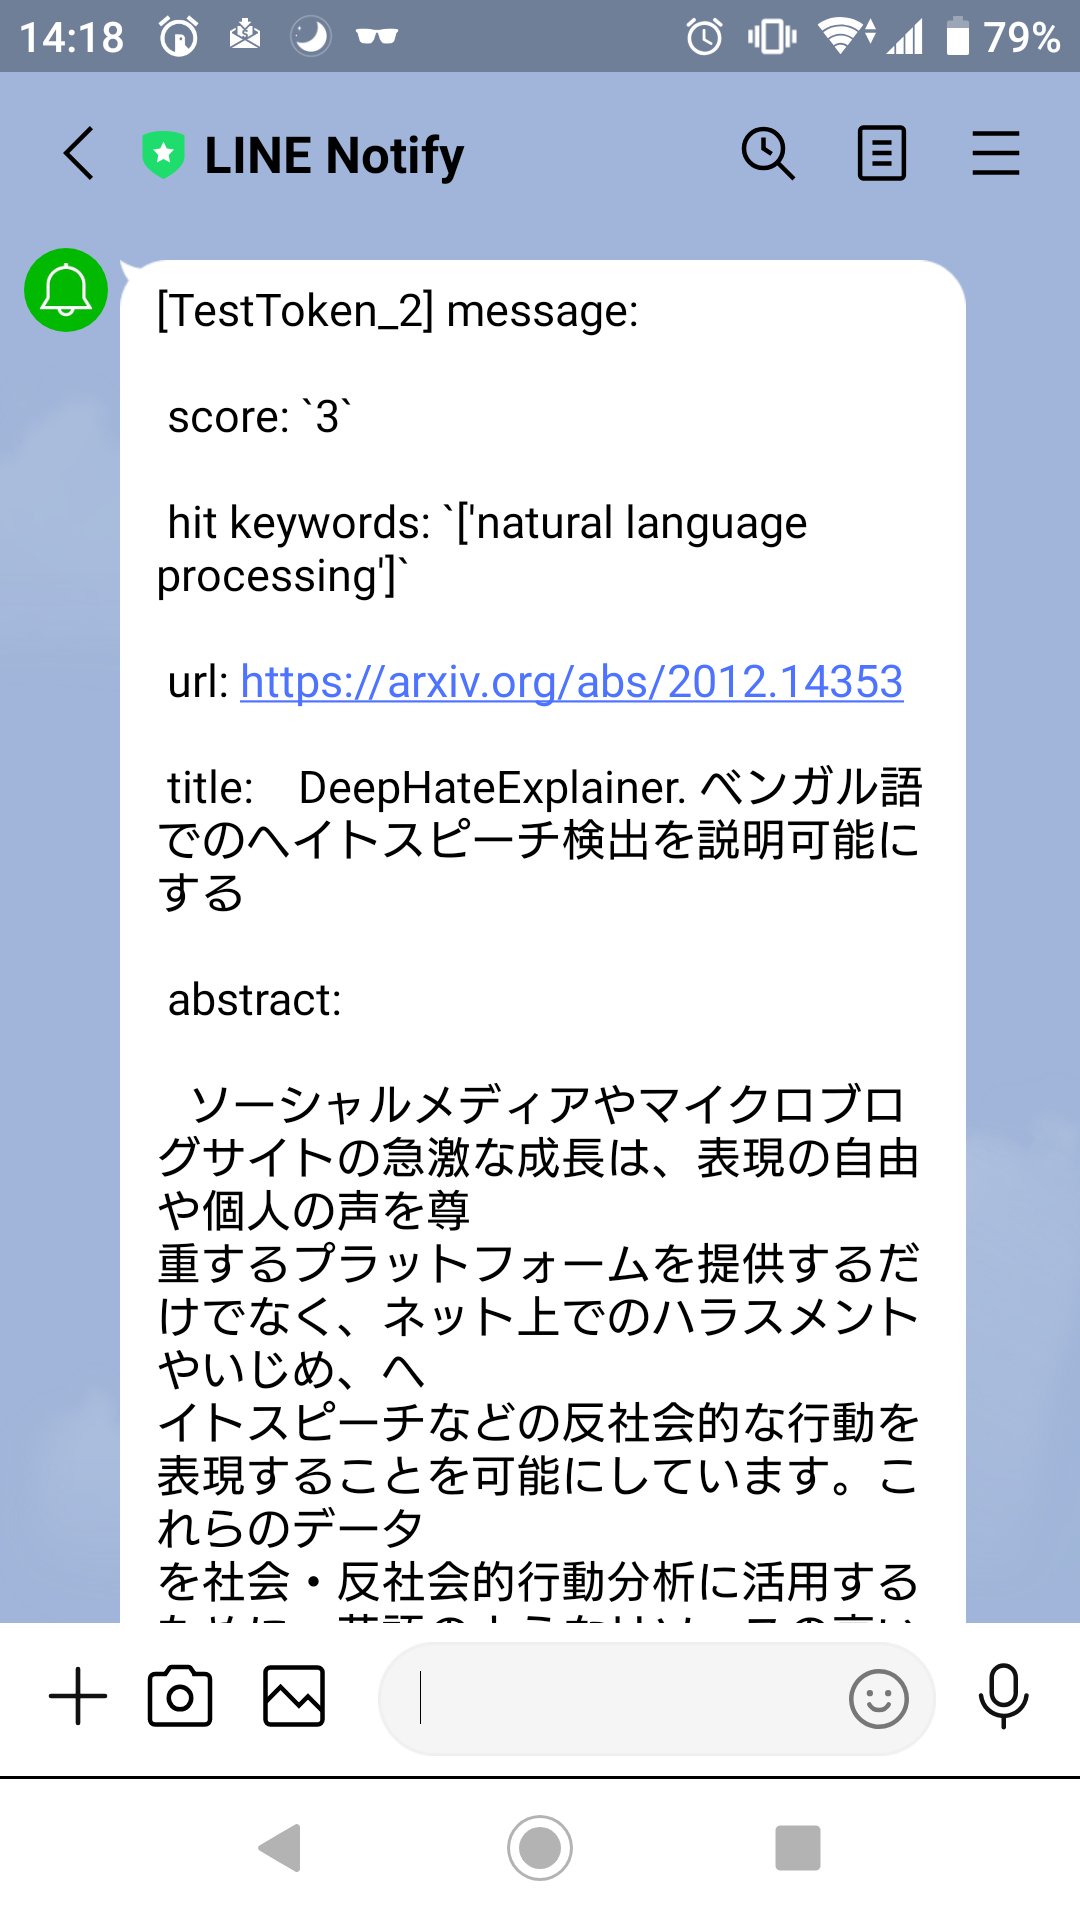 14:18
79%
LINE Notify
[TestToken_2] message:
score: `3`
hit keywords: `['natural language
processing']`
url: https://arxiv.org/abs/2012.14353
title:　DeepHateExplainer. ベンガル語
でのヘイトスピーチ検出を説明可能に
する
abstract:
ソーシャルメディアやマイクロブロ
グサイトの急激な成長は、表現の自由
や個人の声を尊
重するプラットフォームを提供するだ
けでなく、ネット上でのハラスメント
やいじめ、ヘ
イトスピーチなどの反社会的な行動を
表現することを可能にしています。こ
れらのデータ
を社会・反社会的行動分析に活用する